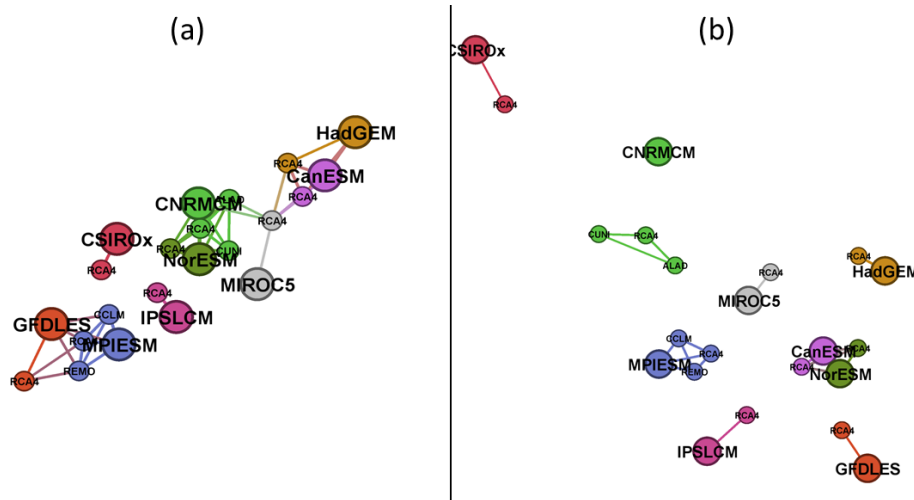 (a)
HadGEM
RCA4
CanESM
RCA4
ALAD
CNRMCM
RCA4
RCA4
CSIROx
RCA4
CUNI
NorESM
RCA4
MIROC5
RCA4
IPSLCM
CCLM
GFDLES
RCA4
MPIESM
REMO
RCA4
(b)
CSIROx
RCA4
CNRMCM
CUNI
RCA4
ALAD
RCA4
HadGEM
RCA4
MIROC5
CCLM
RCA4
MPIESM
REMO
CanESM
RCA4
RCA4
NorESM
RCA4
IPSLCM
RCA4
GFDLES